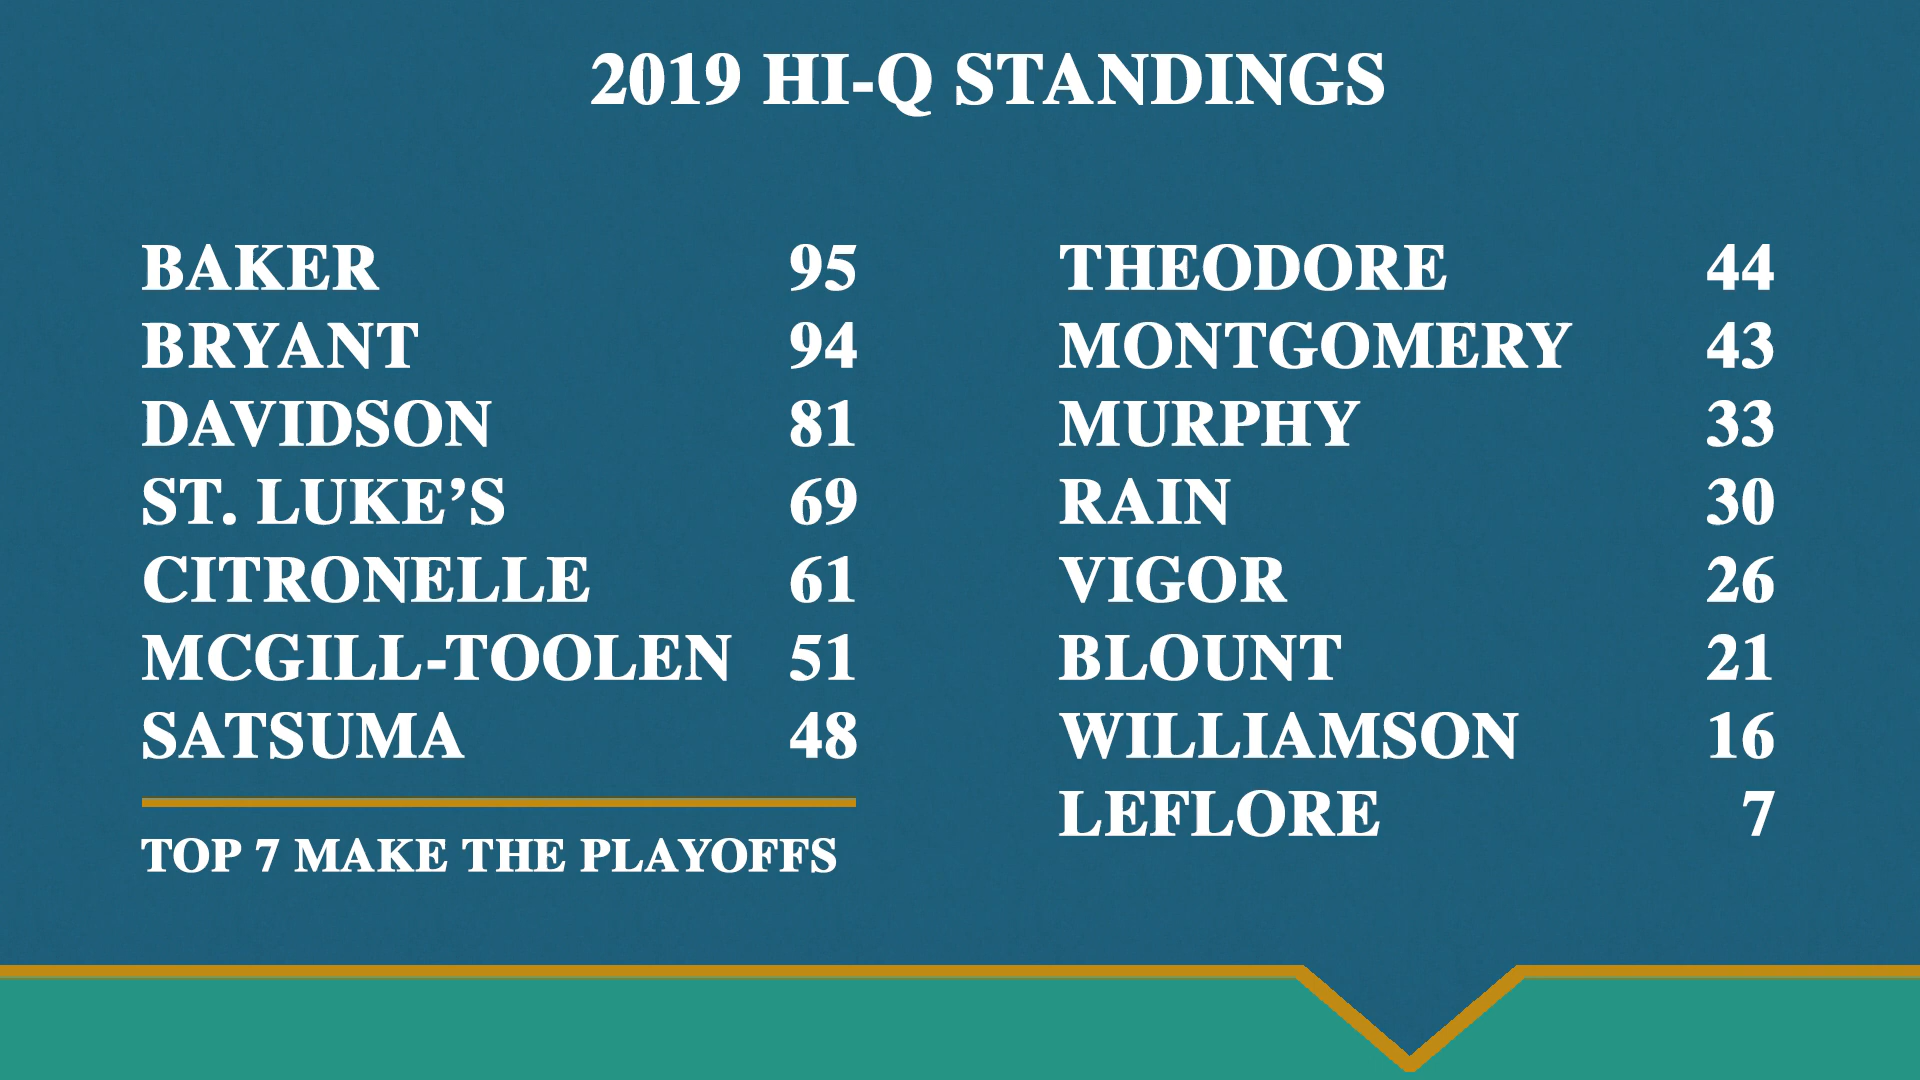 2019 HI-Q STANDINGS
BAKER 95
BRYANT 94
DAVIDSON 81
ST. LUKE’S 69
CITRONELLE 61
MCGILL-TOOLEN 51
SATSUMA 48
TOP 7 MAKE THE PLAYOFFS
THEODORE 44
MONTGOMERY 43
MURPHY 33
RAIN 30
VIGOR 26
BLOUNT 21
WILLIAMSON 16
LEFLORE 7